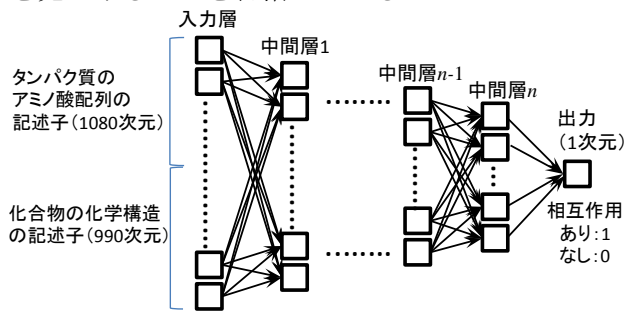 入力層
中間層1
中間層n-1
中間層n
出力
(1次元)
タンパク質の
アミノ酸配列の
記述子(1080次元)
化合物の化学構造
の記述子(990次元)
相互作用
あり:1
なし:0